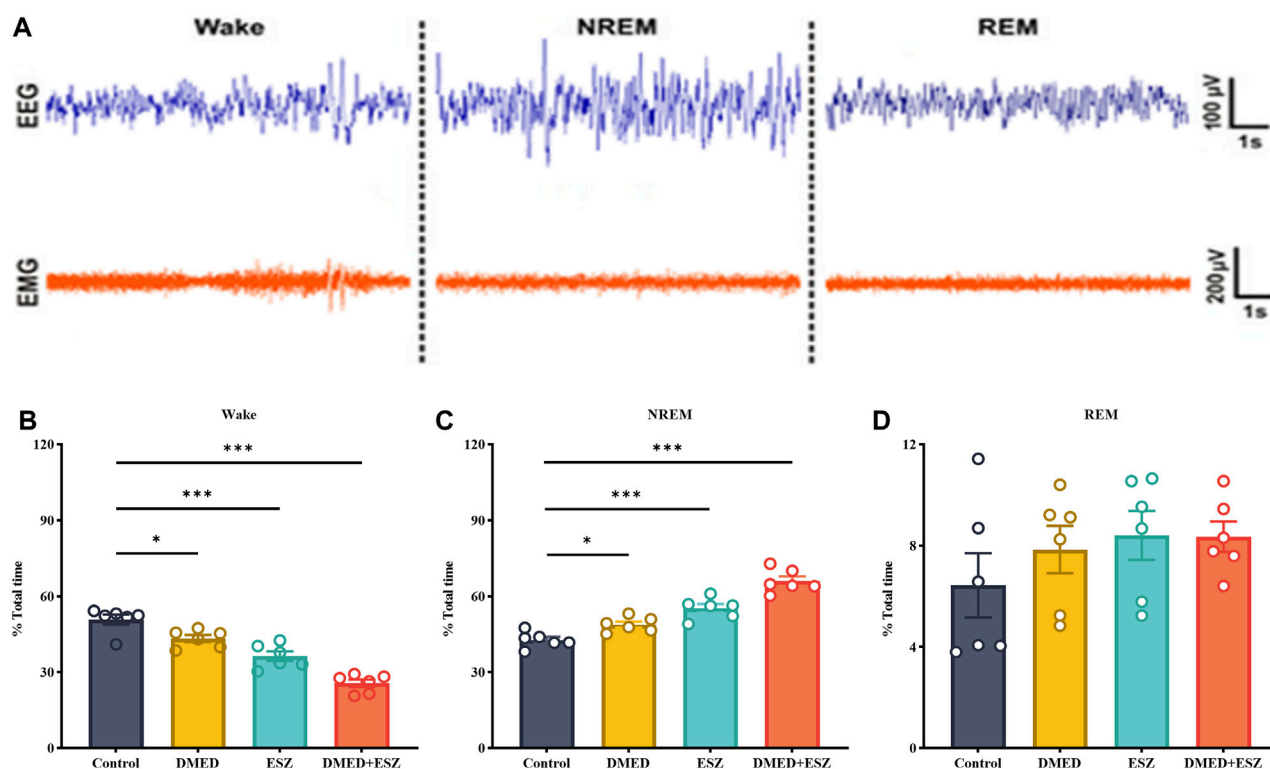 A
Wake
NREM
REM
EEG
100 μV
1s
EMG
200μV
1s
B
Wake
C
NREM
D
REM
120
90
60
30
0
% Total time
***
***
*
Control
DMED
ESZ
DMED+ESZ
120
90
60
30
0
% Total time
***
***
*
Control
DMED
ESZ
DMED+ESZ
12
8
4
0
% Total time
Control
DMED
ESZ
DMED+ESZ